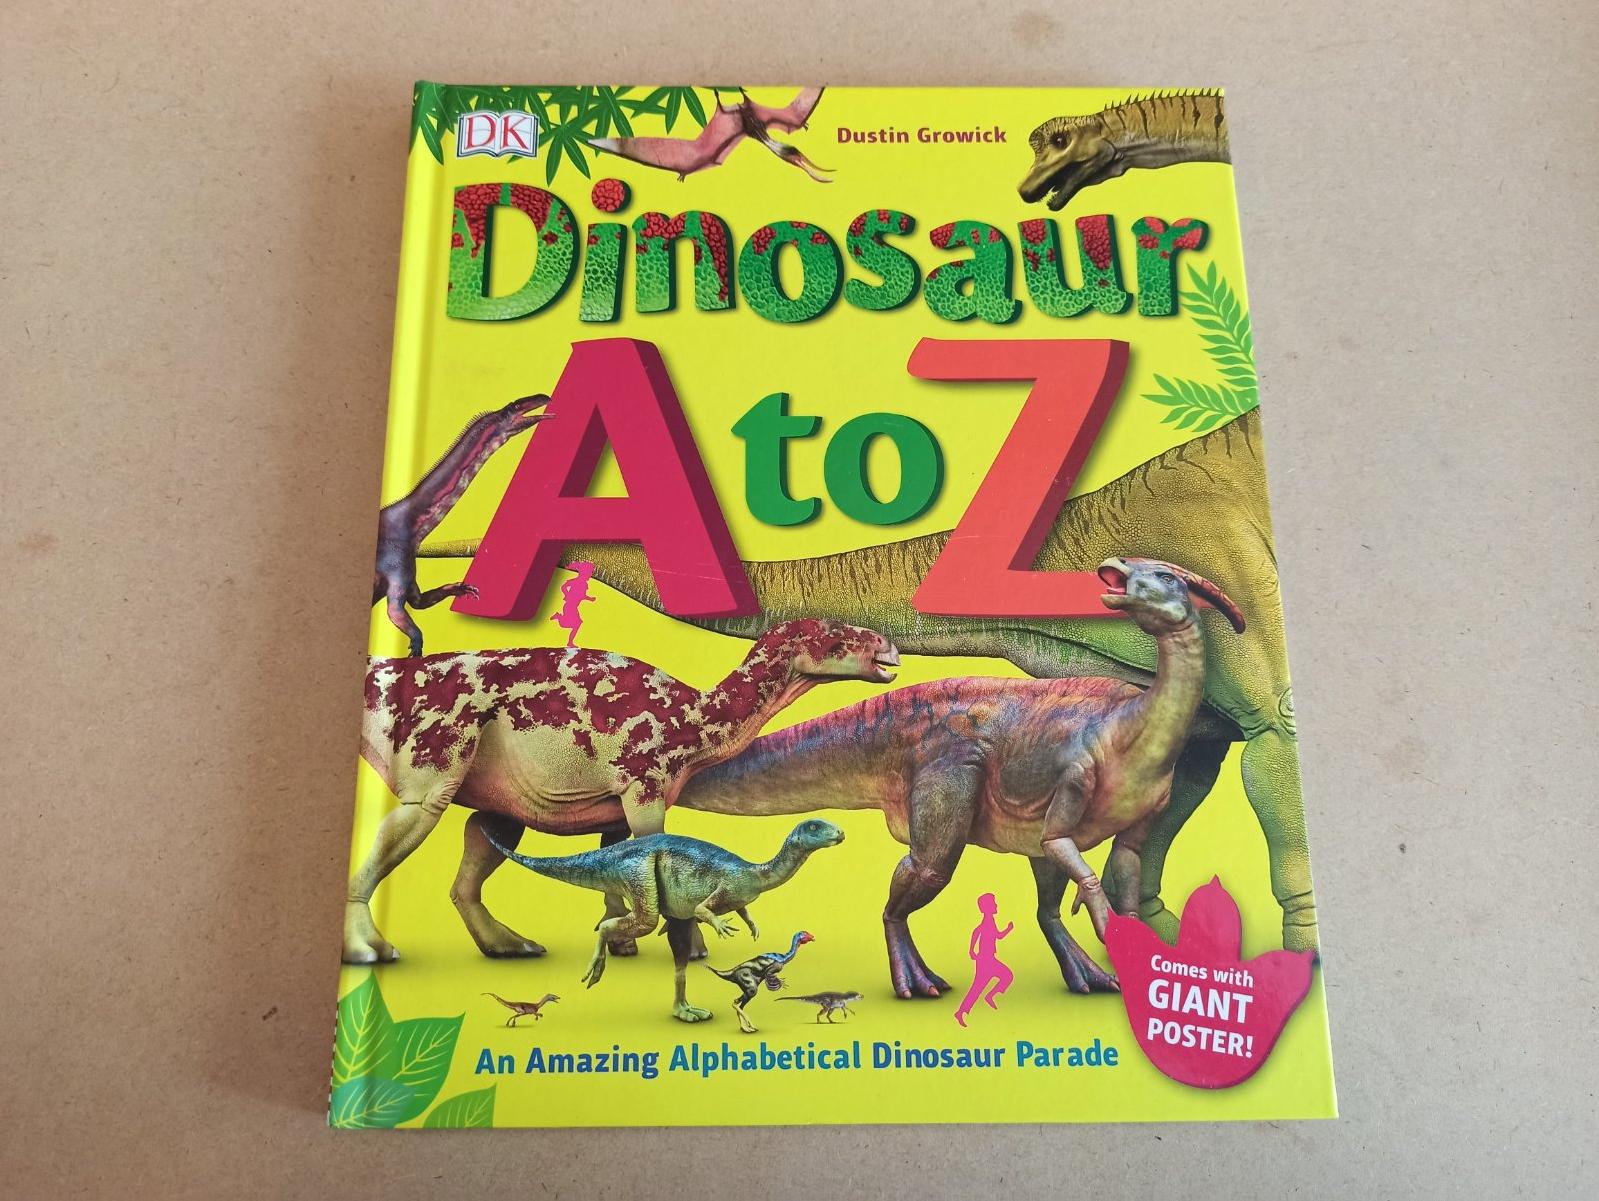 DK
Dustin Growick
Dinosaur
A to Z
Comes with
GIANT
POSTER!
An Amazing Alphabetical Dinosaur Parade